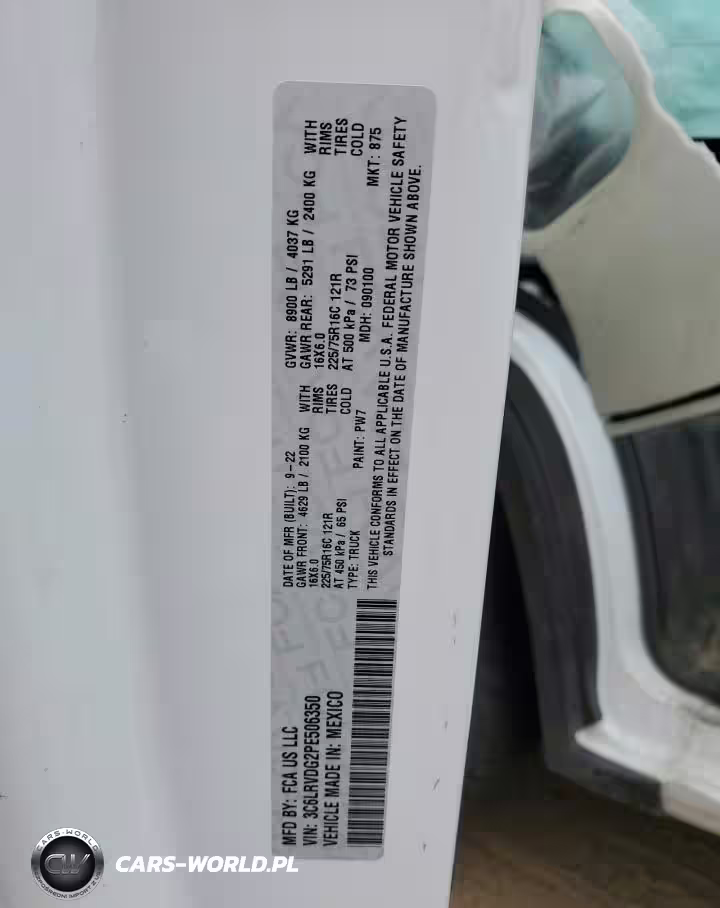 MFD BY: FCA US LLC
VIN: 3C6LRVDG2PE506350
VEHICLE MADE IN: MEXICO
DATE OF MFR (BUILT): 9-22
GVWR: 8900 LB / 4037 KG
GAWR FRONT: 4629 LB / 2100 KG WITH
16X6.0 RIMS
225/75R16C 121R TIRES
AT 450 kPa / 65 PSI COLD
GAWR REAR: 5291 LB / 2400 KG WITH
16X6.0 RIMS
225/75R16C 121R TIRES
AT 500 kPa / 73 PSI COLD
TYPE: TRUCK PAINT: PW7 MDH: 090100 MKT: 875
THIS VEHICLE CONFORMS TO ALL APPLICABLE U.S.A. FEDERAL MOTOR VEHICLE SAFETY
STANDARDS IN EFFECT ON THE DATE OF MANUFACTURE SHOWN ABOVE.
CARS-WORLD
CW
CARS-WORLD.PL